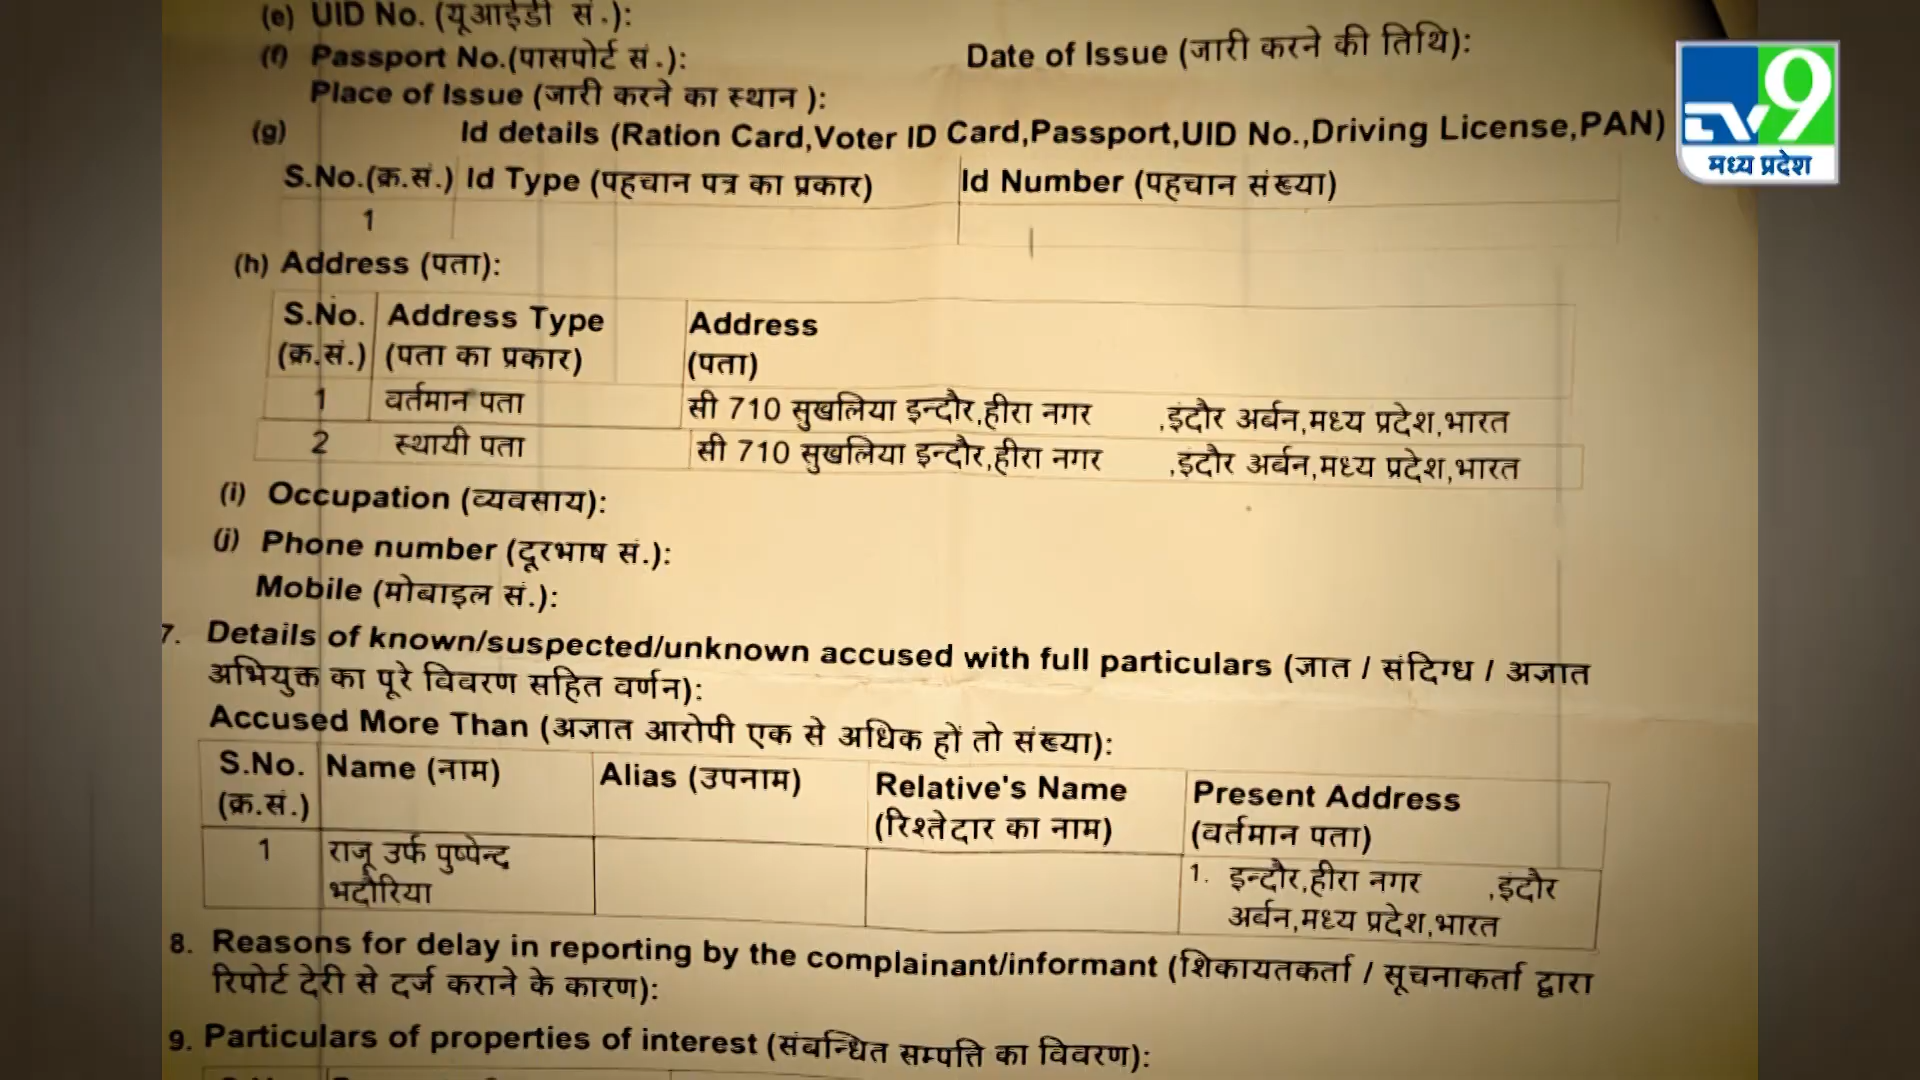 (e) UID No. (यूआईडी सं.):
(f) Passport No.(पासपोर्ट सं.): Date of Issue (जारी करने की तिथि):
Place of Issue (जारी करने का स्थान ):
(g) Id details (Ration Card,Voter ID Card,Passport,UID No.,Driving License,PAN)
S.No.(क्र.सं.) Id Type (पहचान पत्र का प्रकार) Id Number (पहचान संख्या)
1
(h) Address (पता):
S.No. Address Type Address
(क्र.सं.) (पता का प्रकार) (पता)
1 वर्तमान पता सी 710 सुखलिया इन्दौर,हीरा नगर ,इंदौर अर्बन,मध्य प्रदेश,भारत
2 स्थायी पता सी 710 सुखलिया इन्दौर,हीरा नगर ,इंदौर अर्बन,मध्य प्रदेश,भारत
(i) Occupation (व्यवसाय):
(j) Phone number (दूरभाष सं.):
Mobile (मोबाइल सं.):
7. Details of known/suspected/unknown accused with full particulars (ज्ञात / संदिग्ध / अज्ञात
अभियुक्त का पूरे विवरण सहित वर्णन):
Accused More Than (अज्ञात आरोपी एक से अधिक हों तो संख्या):
S.No. Name (नाम) Alias (उपनाम) Relative's Name Present Address
(क्र.सं.) (रिश्तेदार का नाम) (वर्तमान पता)
1 राजू उर्फ पुष्पेन्द्र 1. इन्दौर,हीरा नगर ,इंदौर
भदौरिया अर्बन,मध्य प्रदेश,भारत
8. Reasons for delay in reporting by the complainant/informant (शिकायतकर्ता / सूचनाकर्ता द्वारा
रिपोर्ट देरी से दर्ज कराने के कारण):
9. Particulars of properties of interest (संबन्धित सम्पत्ति का विवरण):
TV9
मध्य प्रदेश